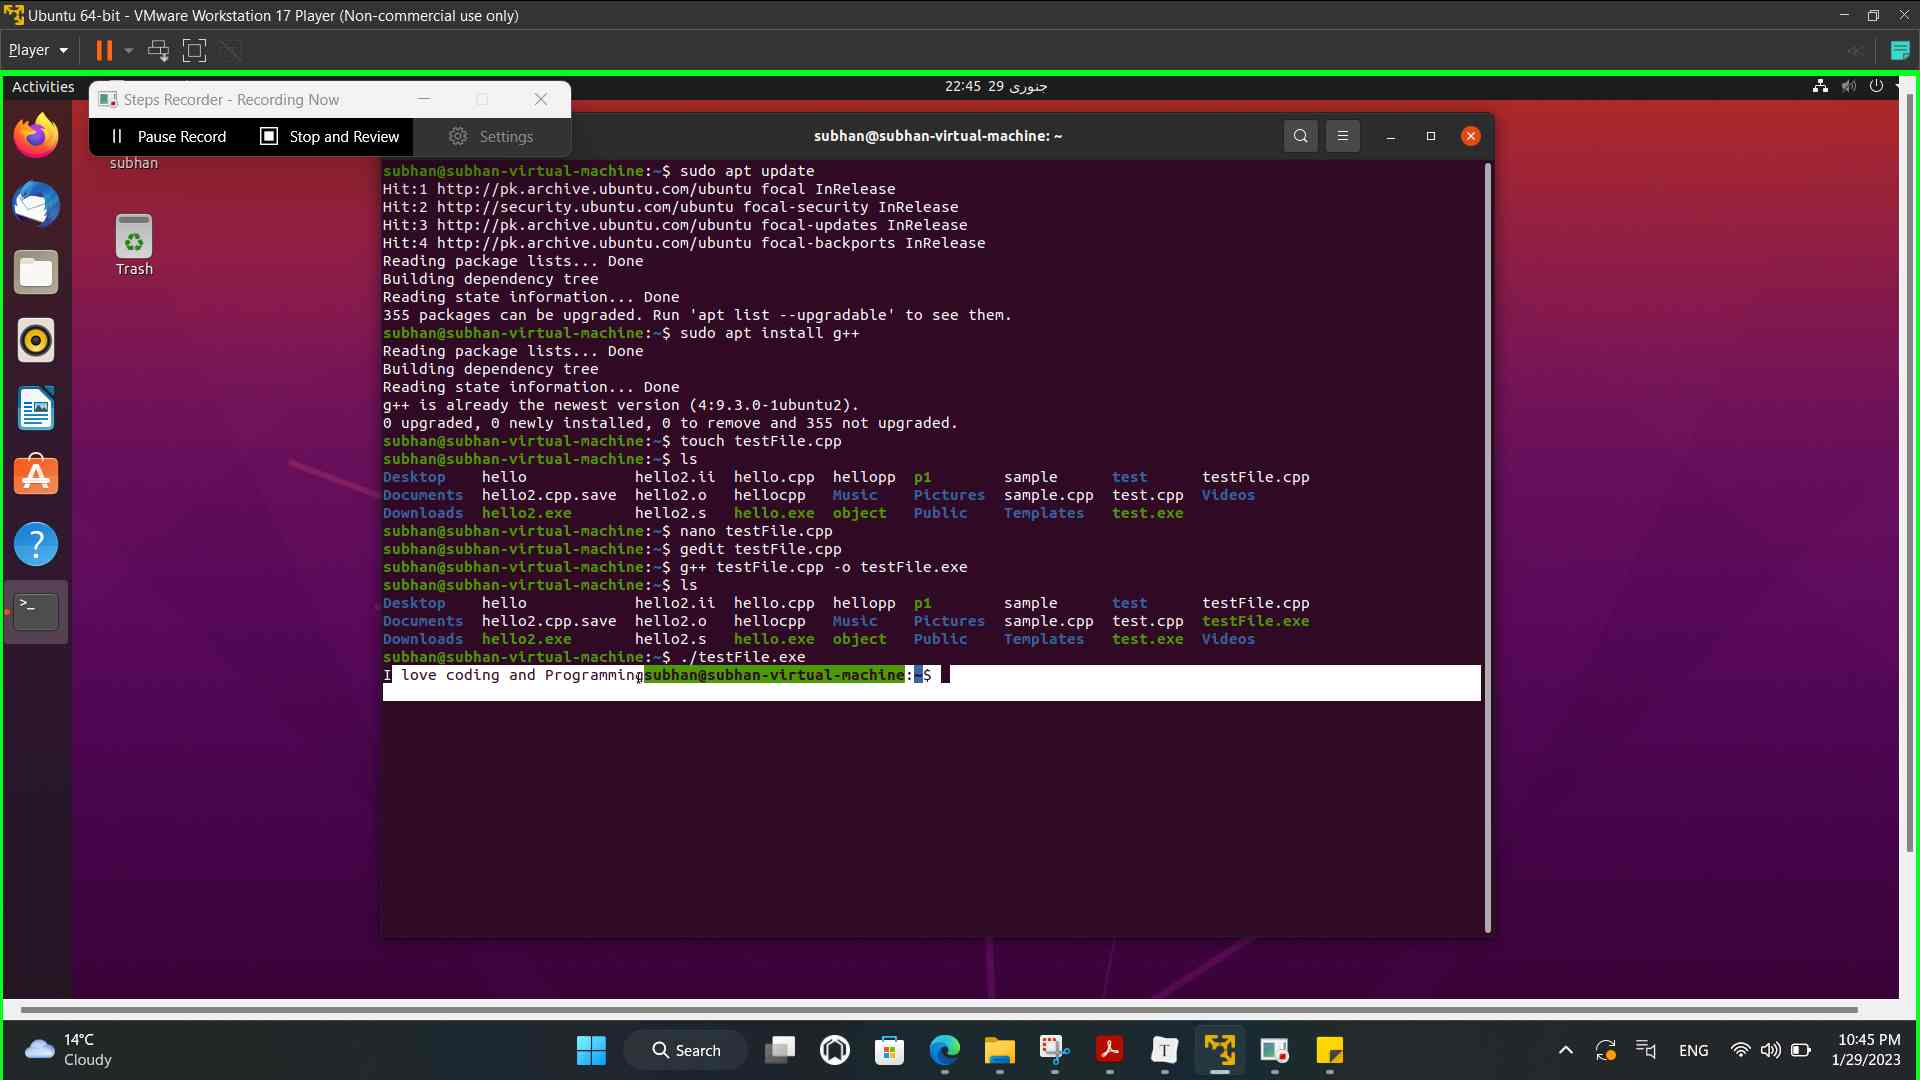 Ubuntu 64-bit - VMware Workstation 17 Player (Non-commercial use only)
Player
Activities
22:45 29 جنوری
Steps Recorder - Recording Now
Pause Record
Stop and Review
Settings
subhan
Trash
subhan@subhan-virtual-machine: ~
subhan@subhan-virtual-machine:~$ sudo apt update
Hit:1 http://pk.archive.ubuntu.com/ubuntu focal InRelease
Hit:2 http://security.ubuntu.com/ubuntu focal-security InRelease
Hit:3 http://pk.archive.ubuntu.com/ubuntu focal-updates InRelease
Hit:4 http://pk.archive.ubuntu.com/ubuntu focal-backports InRelease
Reading package lists... Done
Building dependency tree
Reading state information... Done
355 packages can be upgraded. Run 'apt list --upgradable' to see them.
subhan@subhan-virtual-machine:~$ sudo apt install g++
Reading package lists... Done
Building dependency tree
Reading state information... Done
g++ is already the newest version (4:9.3.0-1ubuntu2).
0 upgraded, 0 newly installed, 0 to remove and 355 not upgraded.
subhan@subhan-virtual-machine:~$ touch testFile.cpp
subhan@subhan-virtual-machine:~$ ls
Desktop hello hello2.ii hello.cpp hellopp p1 sample test testFile.cpp
Documents hello2.cpp.save hello2.o hellocpp Music Pictures sample.cpp test.cpp Videos
Downloads hello2.exe hello2.s hello.exe object Public Templates test.exe
subhan@subhan-virtual-machine:~$ nano testFile.cpp
subhan@subhan-virtual-machine:~$ gedit testFile.cpp
subhan@subhan-virtual-machine:~$ g++ testFile.cpp -o testFile.exe
subhan@subhan-virtual-machine:~$ ls
Desktop hello hello2.ii hello.cpp hellopp p1 sample test testFile.cpp
Documents hello2.cpp.save hello2.o hellocpp Music Pictures sample.cpp test.cpp testFile.exe
Downloads hello2.exe hello2.s hello.exe object Public Templates test.exe Videos
subhan@subhan-virtual-machine:~$ ./testFile.exe
I love coding and Programmingsubhan@subhan-virtual-machine:~$
14°C
Cloudy
Search
ENG
10:45 PM
1/29/2023